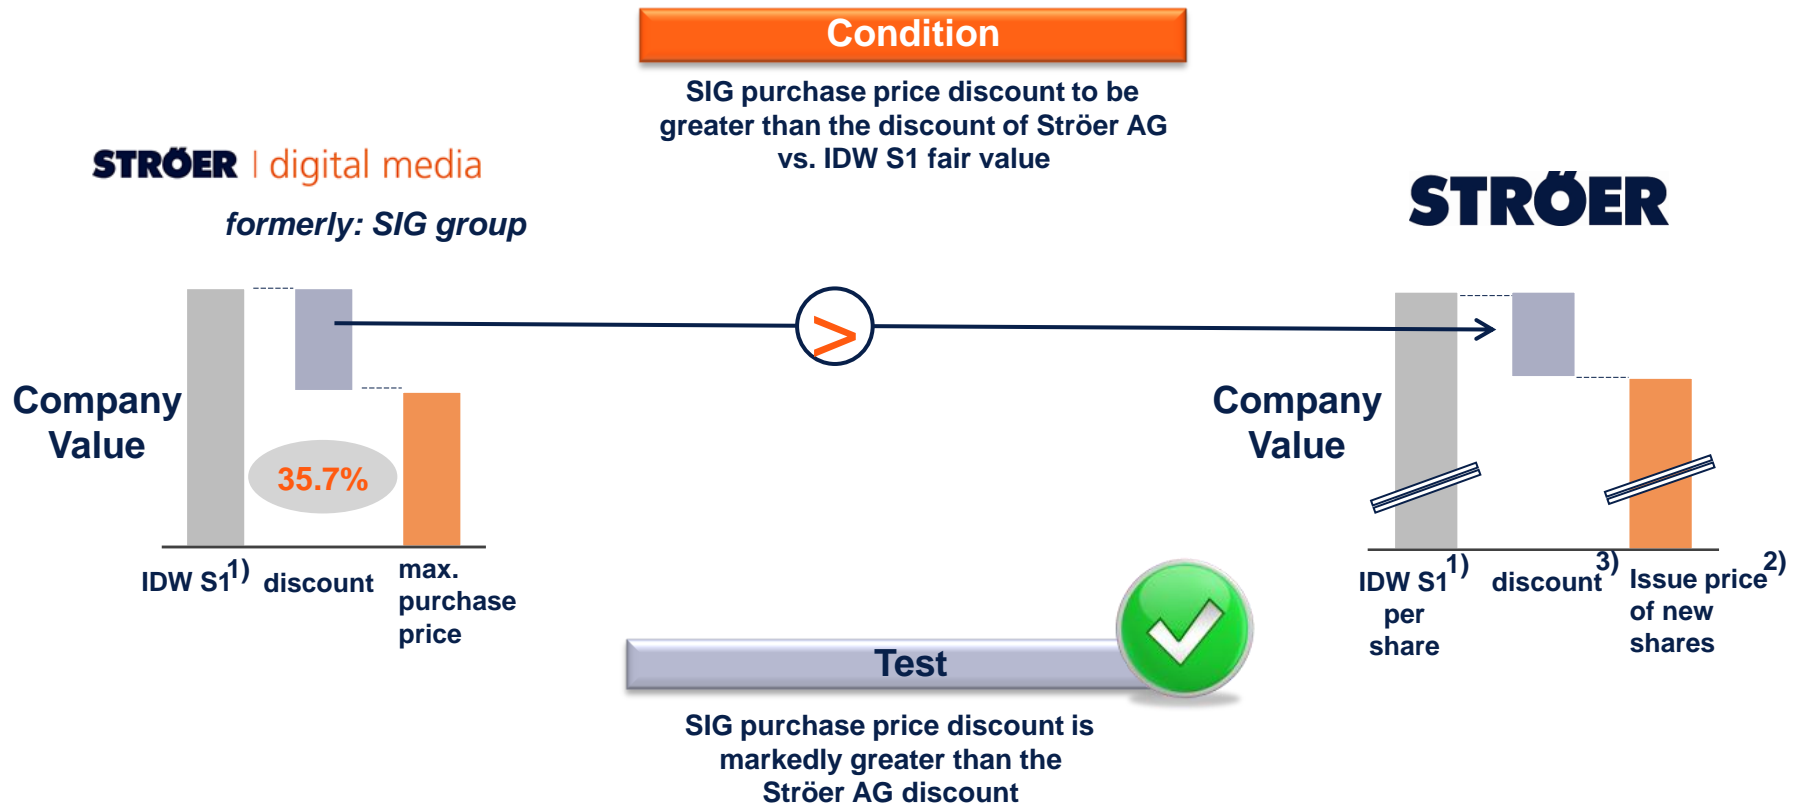 Condition
SIG purchase price discount to be
greater than the discount of Ströer AG
vs. IDW S1 fair value
STRÖER | digital media
formerly: SIG group
STRÖER
>
Company
Value
35.7%
IDW S1 1)
discount
max.
purchase
price
Company
Value
IDW S1 1)
per
share
discount 3)
Issue price 2)
of new
shares
Test
SIG purchase price discount is
markedly greater than the
Ströer AG discount